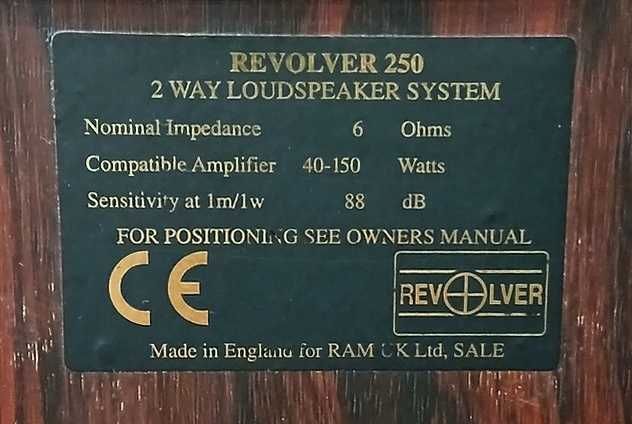 REVOLVER 250
2 WAY LOUDSPEAKER SYSTEM
Nominal Impedance 6 Ohms
Compatible Amplifier 40-150 Watts
Sensitivity at 1m/1w 88 dB
FOR POSITIONING SEE OWNERS MANUAL
CE
REVOLVER
Made in England for RAM UK Ltd, SALE